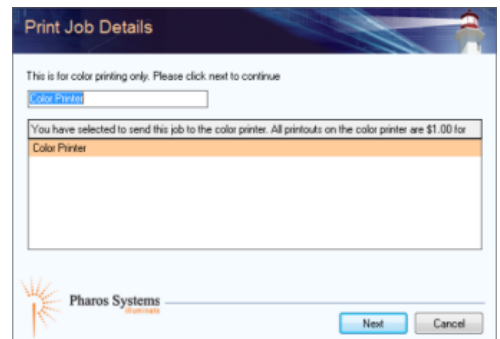 Print Job Details
This is for color printing only. Please click next to continue
Color Printer
You have selected to send this job to the color printer. All printouts on the color printer are $1.00 for
Color Printer
Pharos Systems
illuminate
Next Cancel